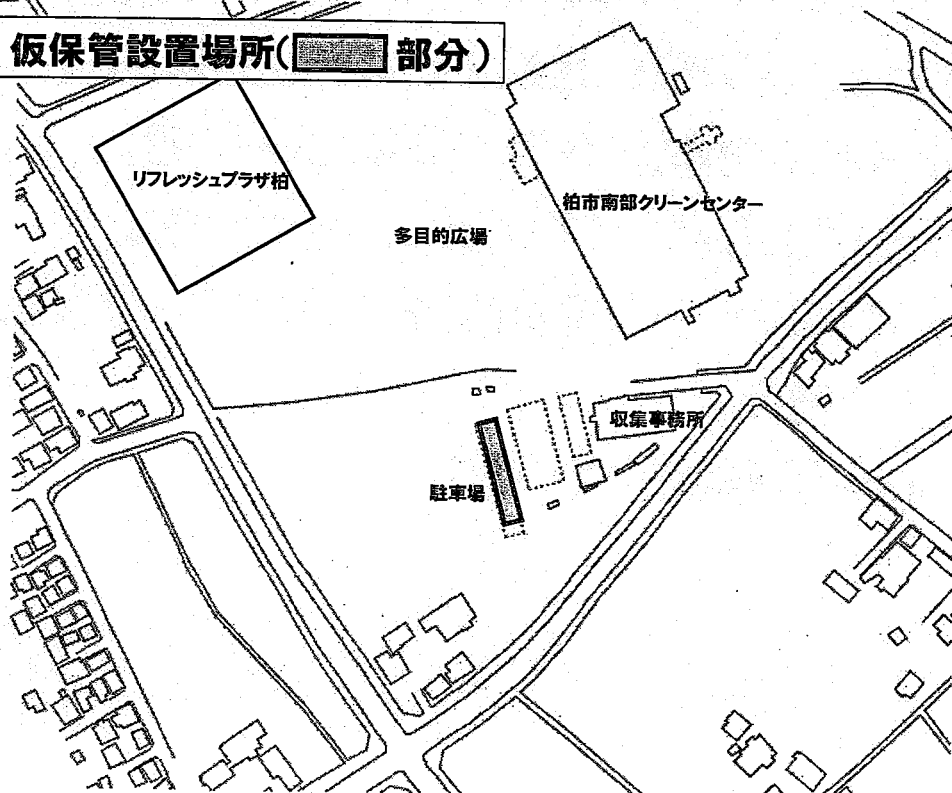 仮保管設置場所(　　　部分)
リフレッシュプラザ柏
柏市南部クリーンセンター
多目的広場
収集事務所
駐車場